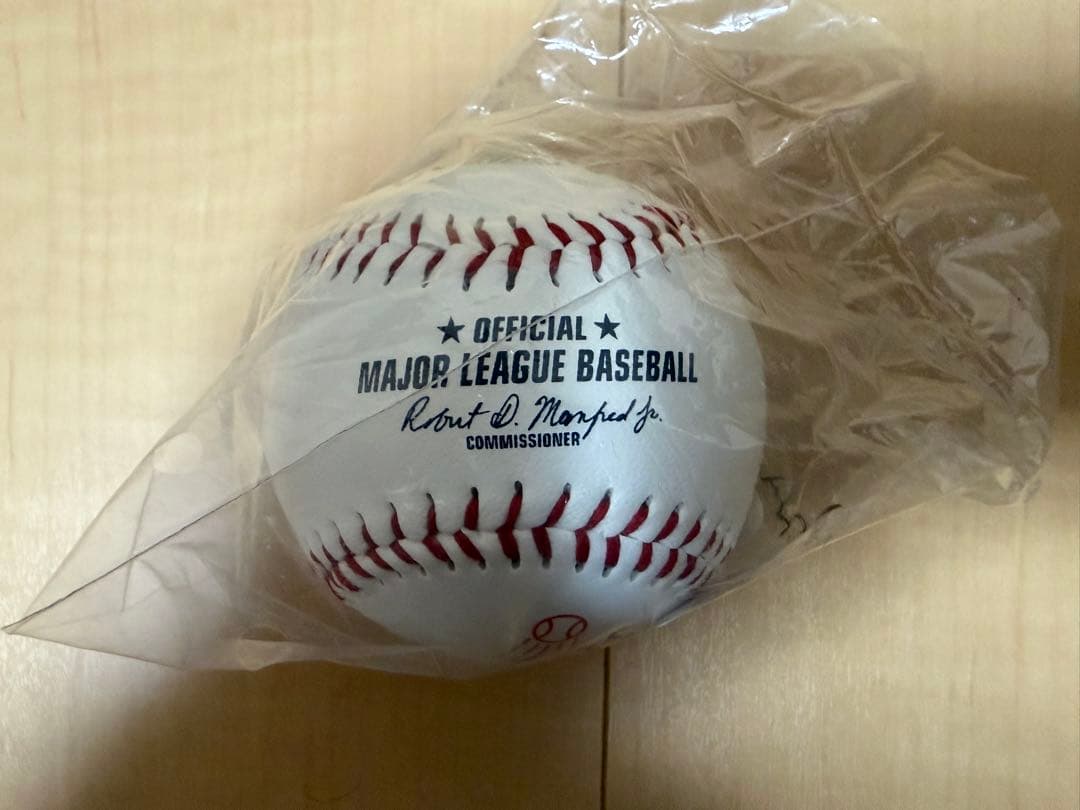 ★ OFFICIAL ★
MAJOR LEAGUE BASEBALL
Robert D. Manfred Jr.
COMMISSIONER